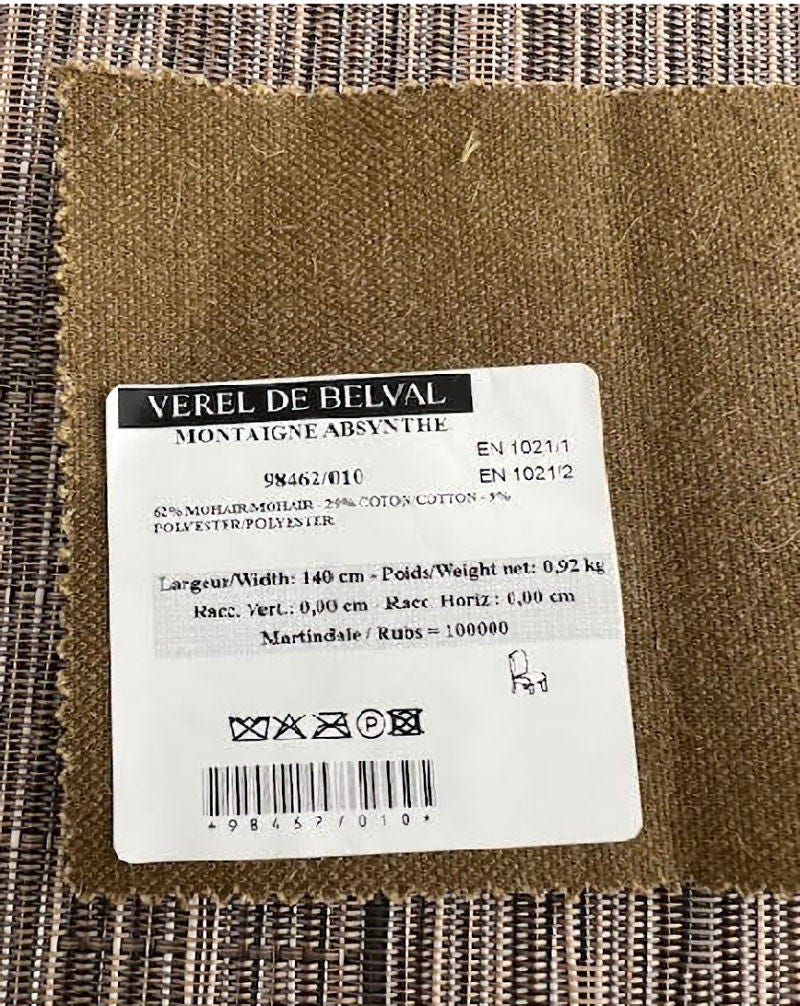 VEREL DE BELVAL
MONTAIGNE ABSYNTHE
EN 1021/1
98462/010
EN 1021/2
MOHAIR/MOHAIR - COTON/COTTON -
POLYESTER/POLYESTER
Largeur/Width: 140 cm - Poids/Weight net: 0,92 kg
Racc. Vert.: 0,00 cm Racc. Horiz: 0,00 cm
Martindale / Rubs = 100000
P
*98462/010*